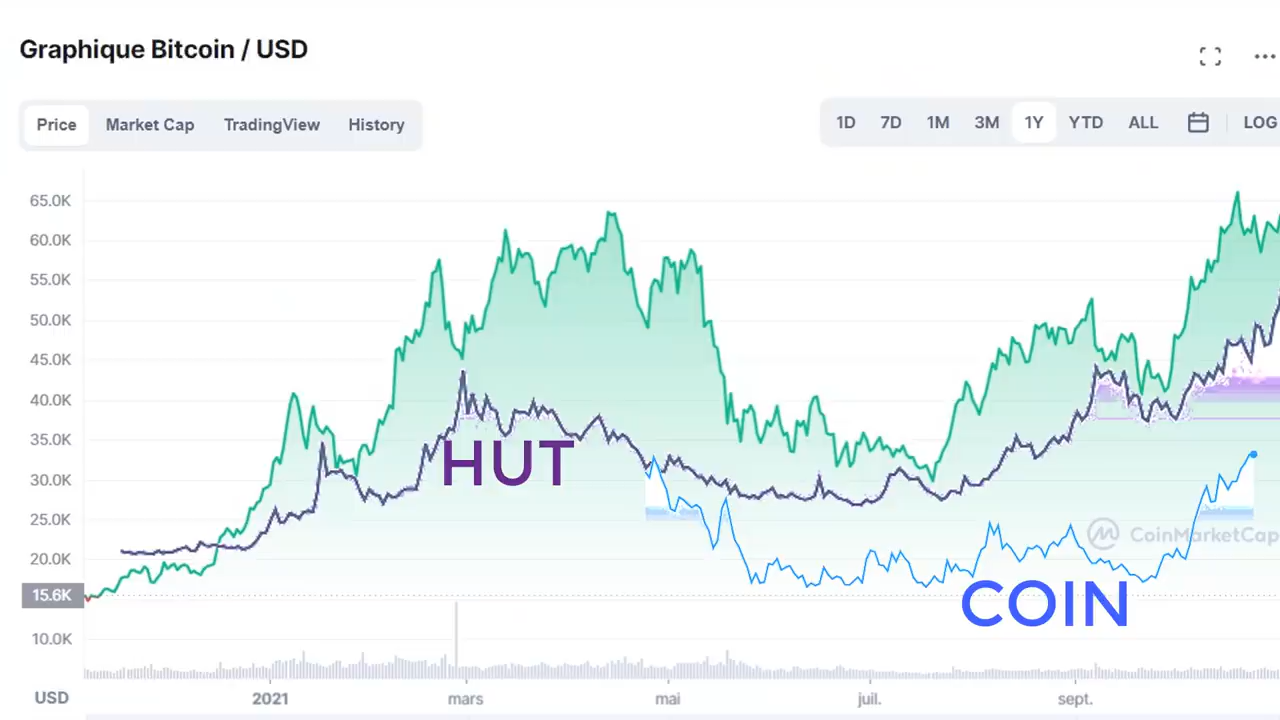 Graphique Bitcoin / USD
Price Market Cap TradingView History
1D 7D 1M 3M 1Y YTD ALL LOG
65.0K
60.0K
55.0K
50.0K
45.0K
40.0K
35.0K
30.0K
25.0K
20.0K
15.6K
10.0K
HUT
CoinMarketCap
COIN
USD 2021 mars mai juil. sept.